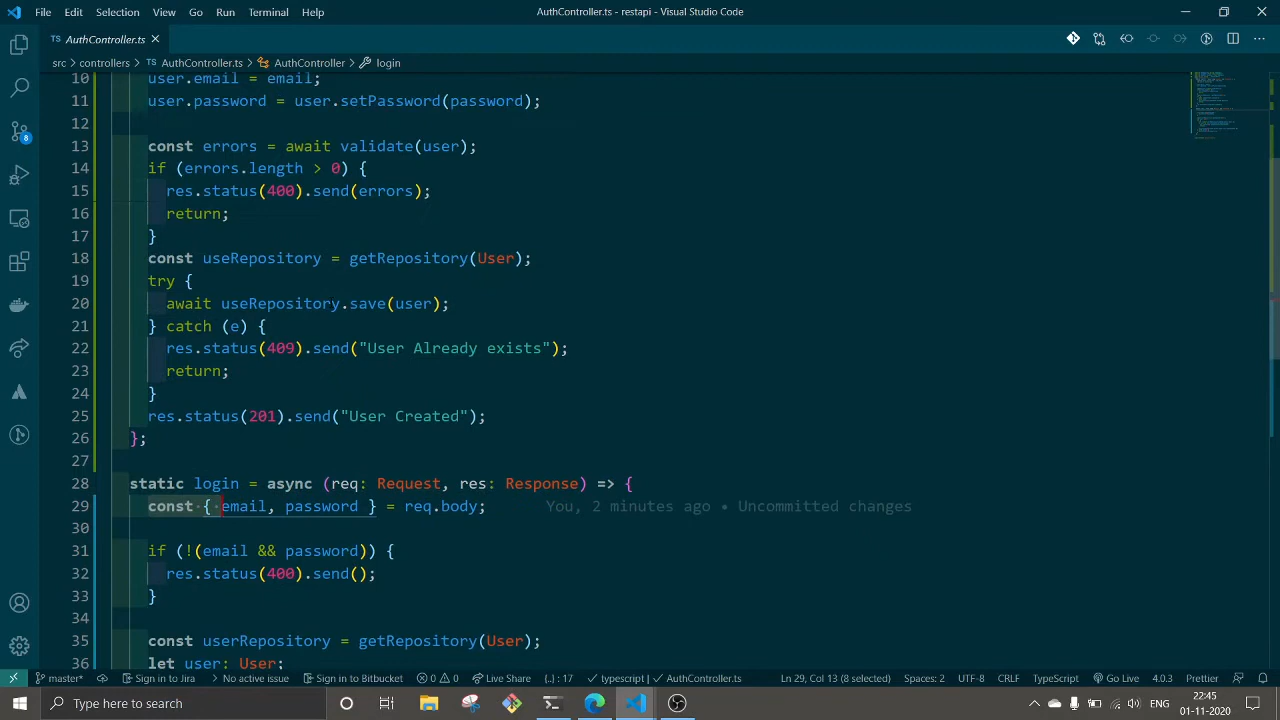 File Edit Selection View Go Run Terminal Help AuthController.ts - restapi - Visual Studio Code
TS AuthController.ts
src > controllers > TS AuthController.ts > AuthController > login
10 user.email = email;
11 user.password = user.setPassword(password);
12
13 const errors = await validate(user);
14 if (errors.length > 0) {
15 res.status(400).send(errors);
16 return;
17 }
18 const useRepository = getRepository(User);
19 try {
20 await useRepository.save(user);
21 } catch (e) {
22 res.status(409).send("User Already exists");
23 return;
24 }
25 res.status(201).send("User Created");
26 };
27
28 static login = async (req: Request, res: Response) => {
29 const { email, password } = req.body; You, 2 minutes ago • Uncommitted changes
30
31 if (!(email && password)) {
32 res.status(400).send();
33 }
34
35 const userRepository = getRepository(User);
36 let user: User;
8
master* Sign in to Jira No active issue Sign in to Bitbucket 0 0 Live Share {..} : 17 typescript | AuthController.ts Ln 29, Col 13 (8 selected) Spaces: 2 UTF-8 CRLF TypeScript Go Live 4.0.3 Prettier
Type here to search ENG 22:45
01-11-2020